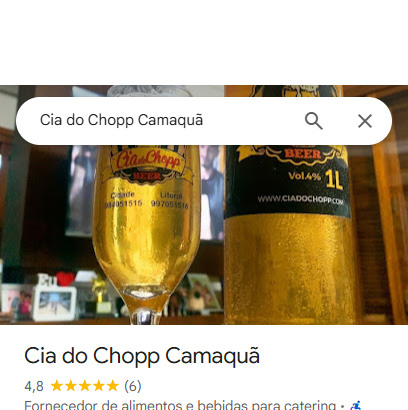 Cia do Chopp Camaquã
Cia do Chopp
BEER
Cidade Litoral
984051515 997051515
BEER
Vol.4% 1L
WWW.CIADOCHOPP.COM
Cia do Chopp Camaquã
4,8 ★★★★★ (6)
Fornecedor de alimentos e bebidas para catering ·